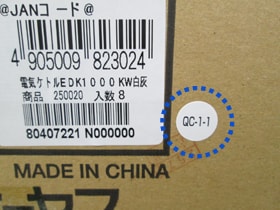 @JANコード@
4 905009 823024
電気ケトルEDK1000KW白灰
商品 250020 入数 8
80407221 N000000
QC-1-1
MADE IN CHINA